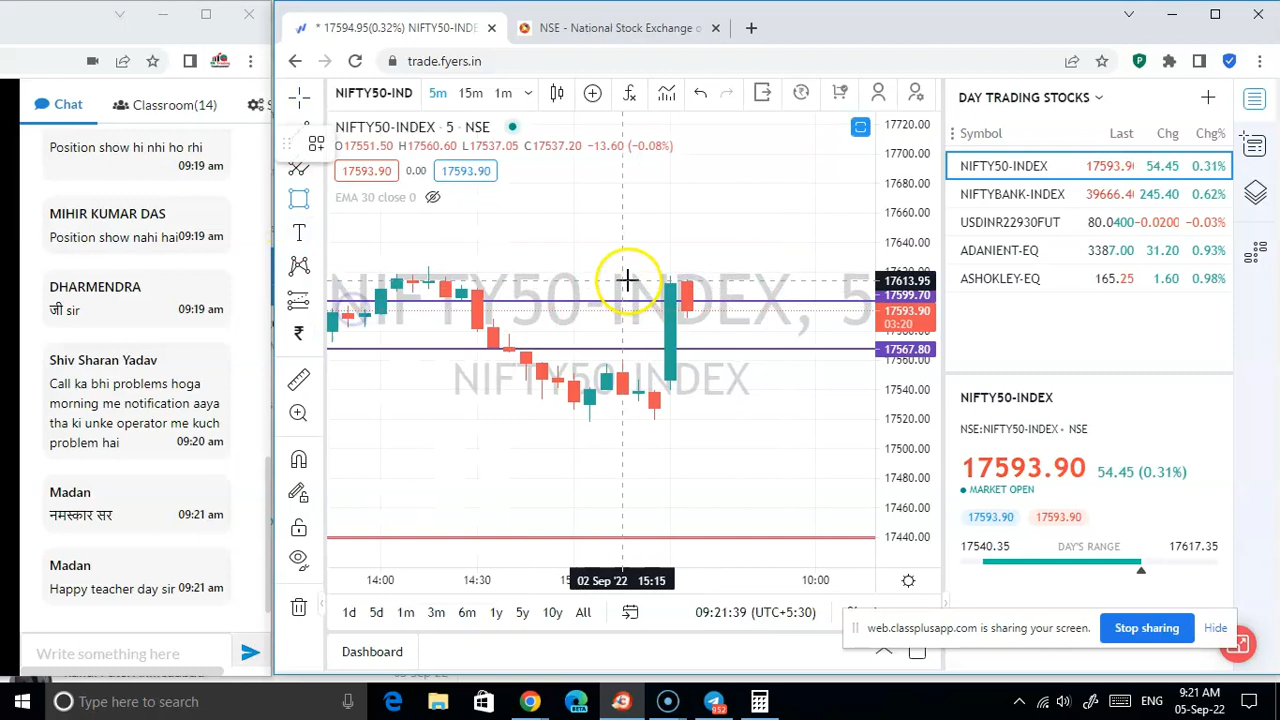 * 17594.95(0.32%) NIFTY50-INDE
NSE - National Stock Exchange o
trade.fyers.in
Chat
Classroom(14)
Position show hi nhi ho rhi
09:19 am
MIHIR KUMAR DAS
Position show nahi hai
09:19 am
DHARMENDRA
जी sir
09:19 am
Shiv Sharan Yadav
Call ka bhi problems hoga
morning me notification aaya
tha ki unke operator me kuch
problem hai
09:20 am
Madan
नमस्कार सर
09:21 am
Madan
Happy teacher day sir
09:21 am
Write something here
NIFTY50-IND
5m
15m
1m
NIFTY50-INDEX · 5 · NSE
O17551.50 H17560.60 L17537.05 C17537.20 -13.60 (-0.08%)
17593.90
0.00
17593.90
EMA 30 close 0
NIFTY50-INDEX, 5
NIFTY50-INDEX
17720.00
17700.00
17680.00
17660.00
17640.00
17613.95
17599.70
17593.90
03:20
17567.80
17540.00
17520.00
17500.00
17480.00
17460.00
17440.00
14:00
14:30
02 Sep '22 15:15
10:00
1d
5d
1m
3m
6m
1y
5y
10y
All
09:21:39 (UTC+5:30)
Dashboard
DAY TRADING STOCKS
Symbol Last Chg Chg%
NIFTY50-INDEX 17593.9 54.45 0.31%
NIFTYBANK-INDEX 39666.4 245.40 0.62%
USDINR22930FUT 80.0400 -0.0200 -0.03%
ADANIENT-EQ 3387.00 31.20 0.93%
ASHOKLEY-EQ 165.25 1.60 0.98%
NIFTY50-INDEX
NSE:NIFTY50-INDEX • NSE
17593.90 54.45 (0.31%)
MARKET OPEN
17593.90
17593.90
17540.35
DAY'S RANGE
17617.35
web.classplusapp.com is sharing your screen.
Stop sharing
Hide
Type here to search
BETA
852
ENG
9:21 AM
05-Sep-22